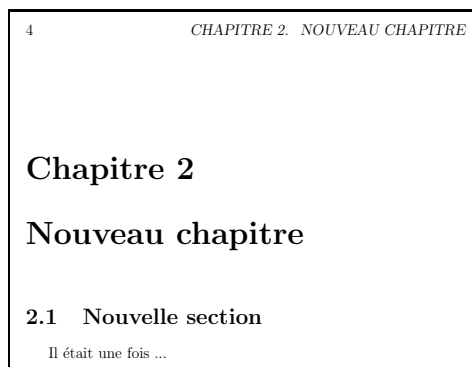 4 CHAPITRE 2. NOUVEAU CHAPITRE
Chapitre 2
Nouveau chapitre
2.1 Nouvelle section
Il était une fois ...